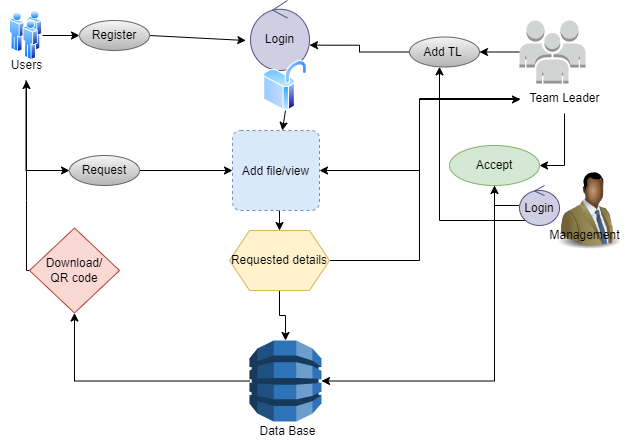 Register
Login
Add TL
Users
Team Leader
Request
Add file/view
Accept
Login
Management
Requested details
Download/
QR code
Data Base